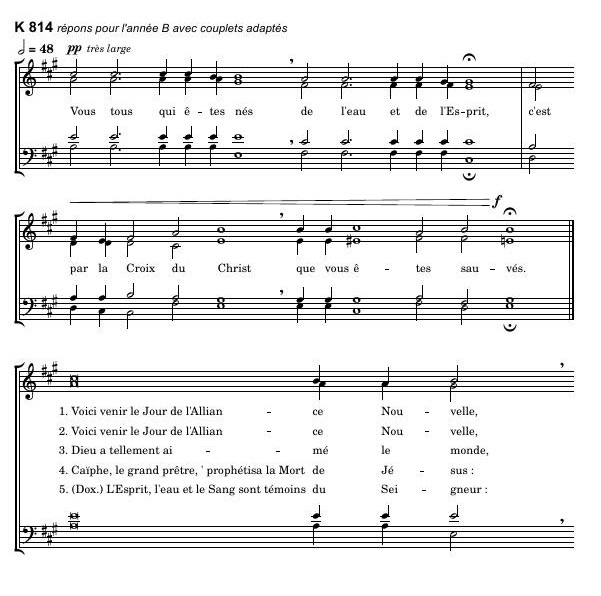 K 814 répons pour l'année B avec couplets adaptés
= 48 pp très large
Vous tous qui ê - tes nés de l'eau et de l'Es - prit, c'est
f
par la Croix du Christ que vous ê - tes sau - vés.
1. Voici venir le Jour de l'Allian - ce Nou - velle,
2. Voici venir le Jour de l'Allian - ce Nou - velle,
3. Dieu a tellement ai - mé le monde,
4. Caïphe, le grand prêtre, ' prophétisa la Mort de Jé - sus :
5. (Dox.) L'Esprit, l'eau et le Sang sont témoins du Sei - gneur :